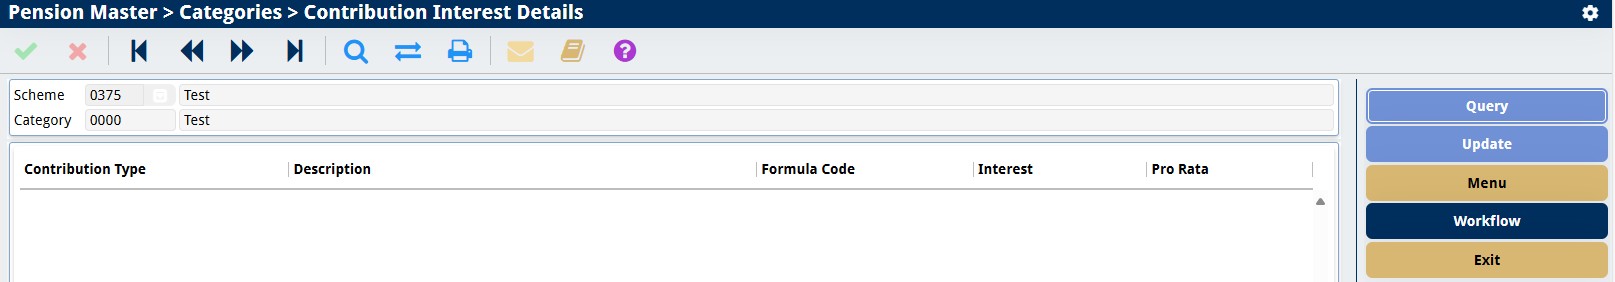 Pension Master > Categories > Contribution Interest Details
?
Scheme 0375 Test
Category 0000 Test
Contribution Type Description Formula Code Interest Pro Rata
Query
Update
Menu
Workflow
Exit